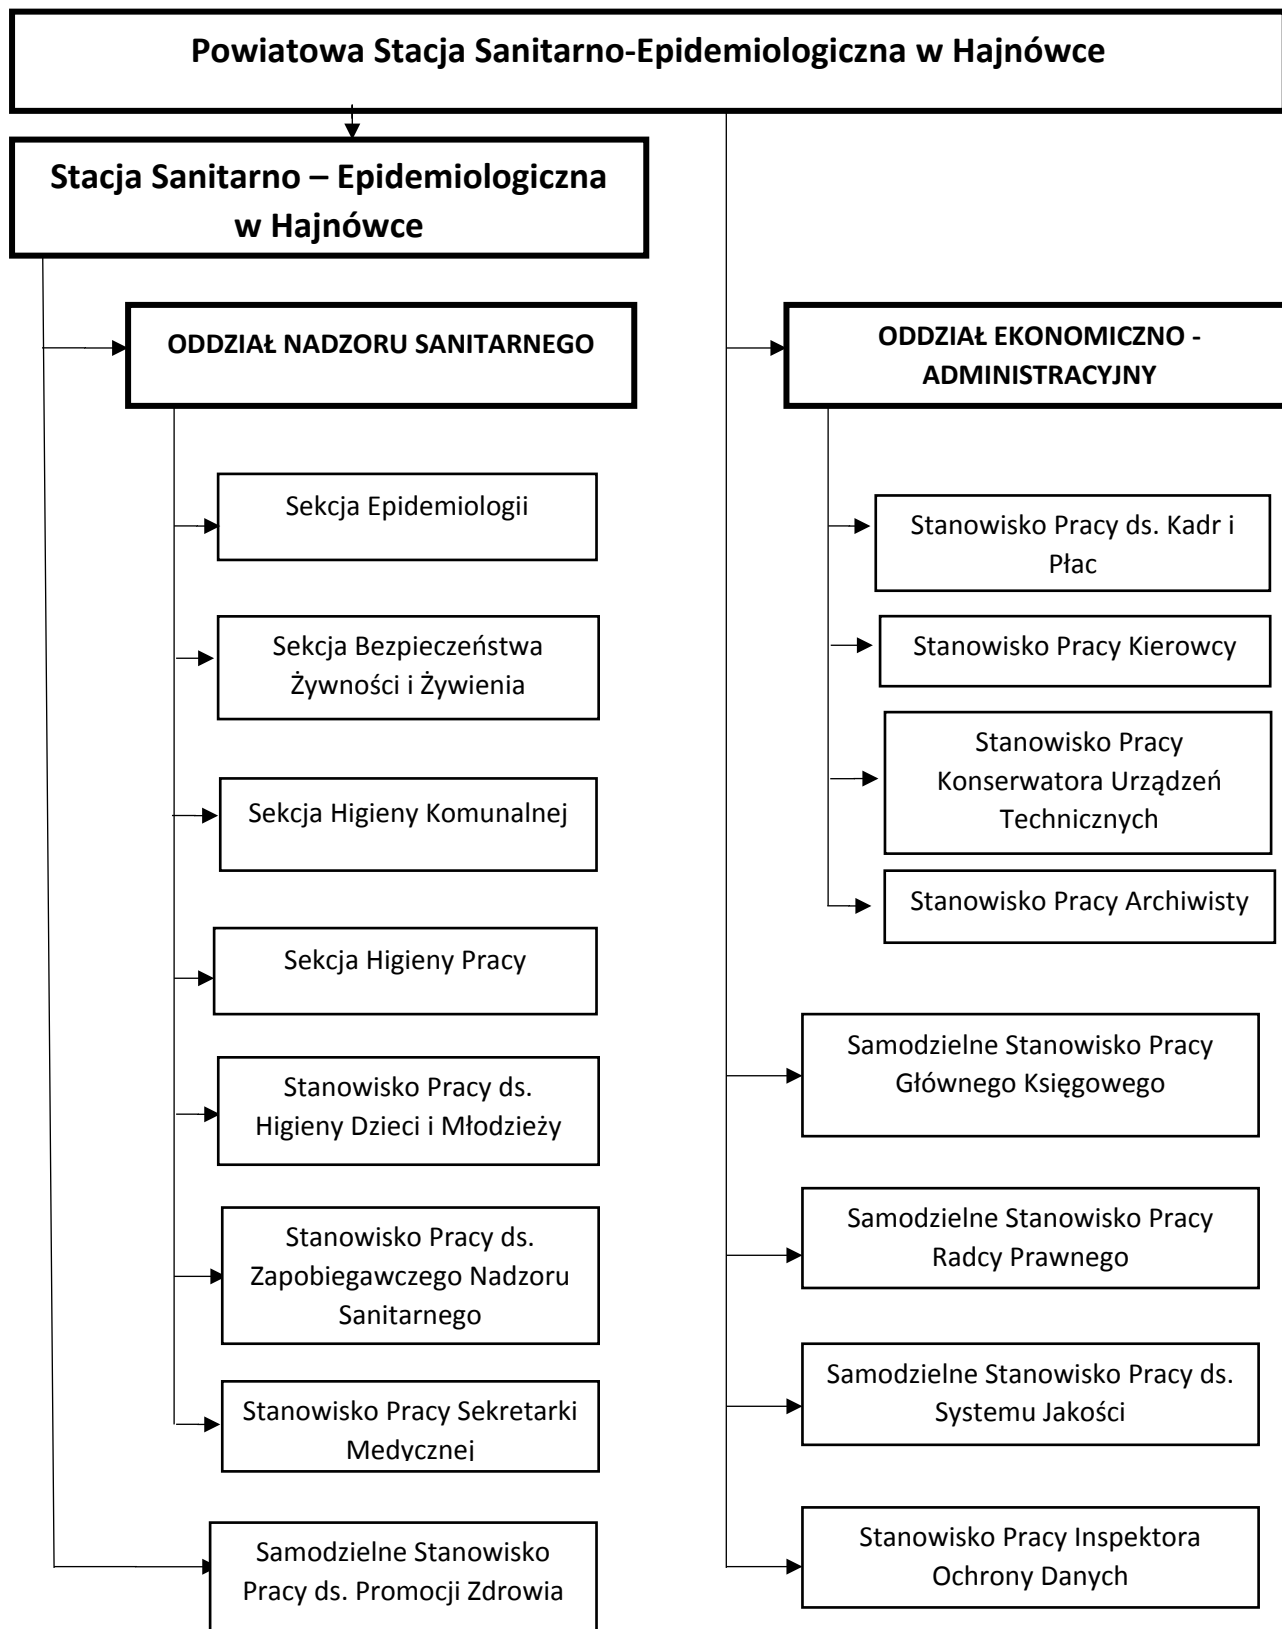 Powiatowa Stacja Sanitarno-Epidemiologiczna w Hajnówce
Stacja Sanitarno – Epidemiologiczna
w Hajnówce
ODDZIAŁ NADZORU SANITARNEGO
Sekcja Epidemiologii
Sekcja Bezpieczeństwa
Żywności i Żywienia
Sekcja Higieny Komunalnej
Sekcja Higieny Pracy
Stanowisko Pracy ds.
Higieny Dzieci i Młodzieży
Stanowisko Pracy ds.
Zapobiegawczego Nadzoru
Sanitarnego
Stanowisko Pracy Sekretarki
Medycznej
Samodzielne Stanowisko
Pracy ds. Promocji Zdrowia
ODDZIAŁ EKONOMICZNO -
ADMINISTRACYJNY
Stanowisko Pracy ds. Kadr i
Płac
Stanowisko Pracy Kierowcy
Stanowisko Pracy
Konserwatora Urządzeń
Technicznych
Stanowisko Pracy Archiwisty
Samodzielne Stanowisko Pracy
Głównego Księgowego
Samodzielne Stanowisko Pracy
Radcy Prawnego
Samodzielne Stanowisko Pracy ds.
Systemu Jakości
Stanowisko Pracy Inspektora
Ochrony Danych